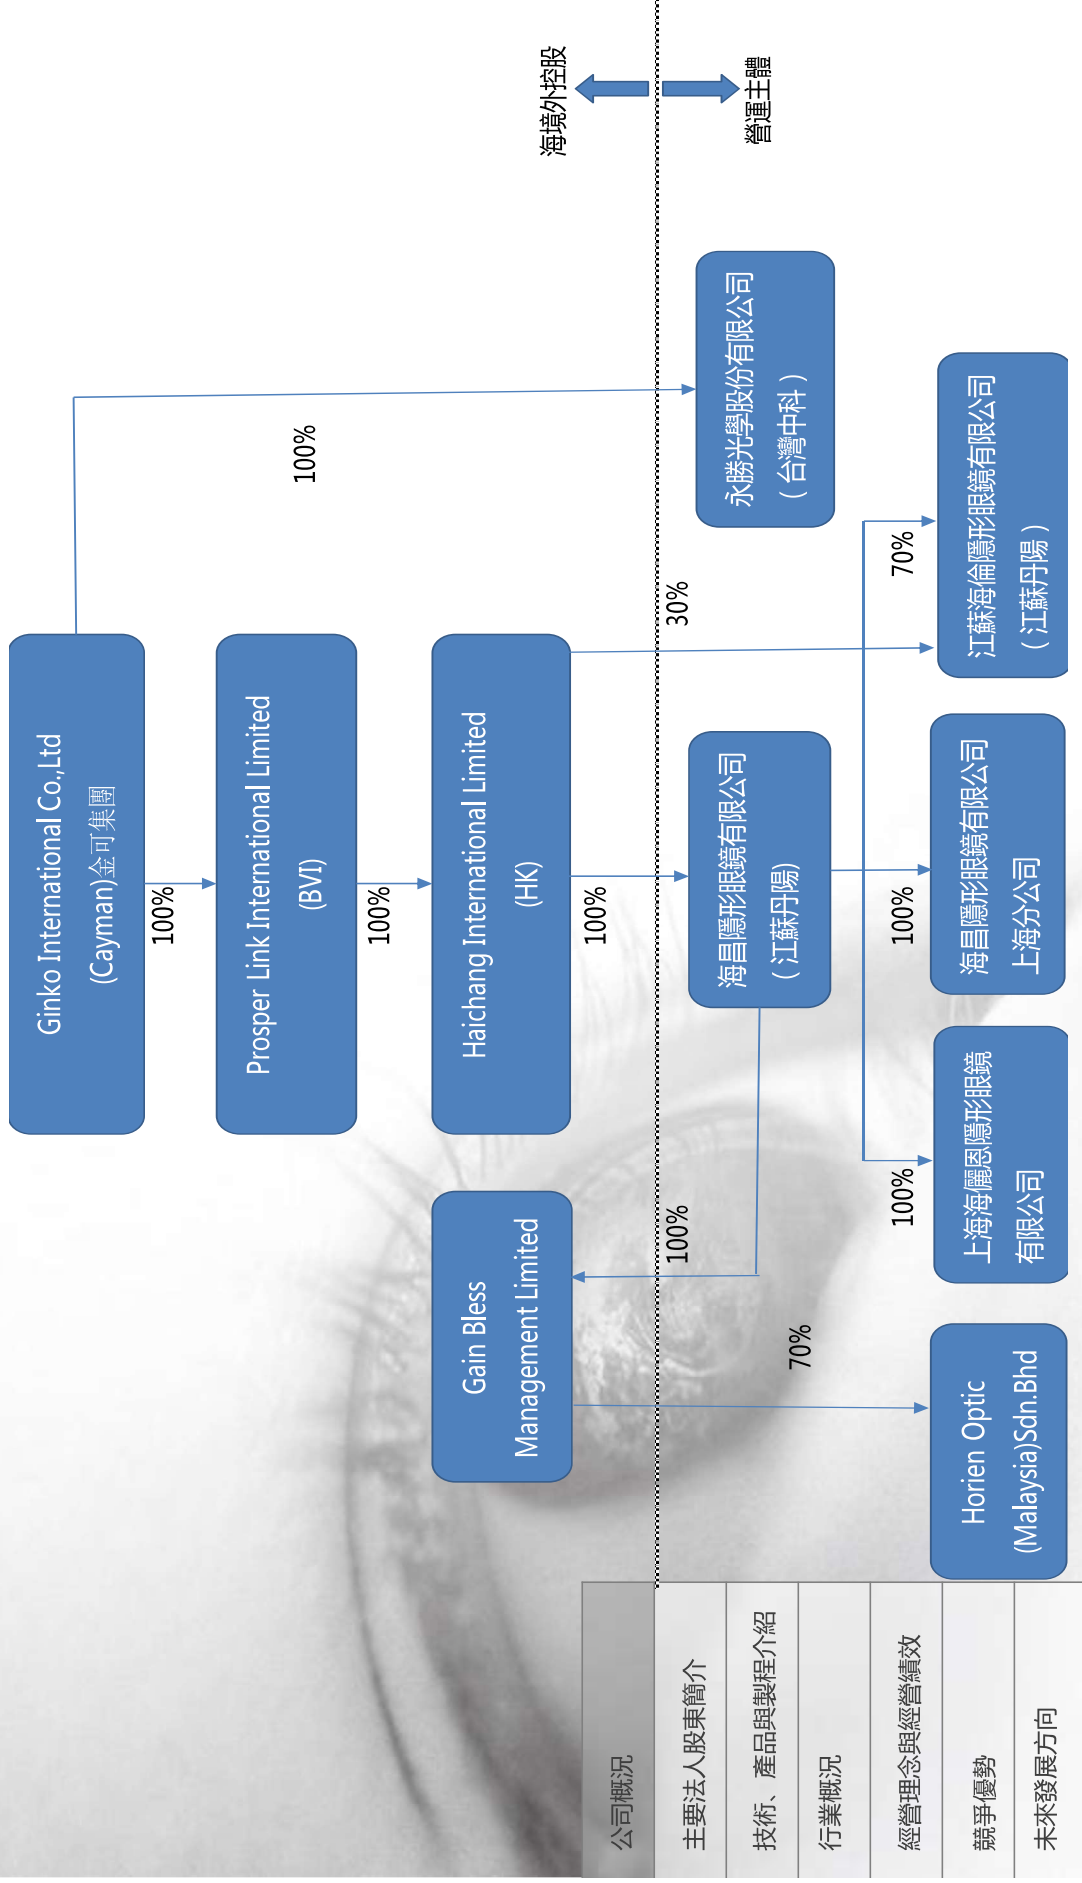 Ginko International Co.,Ltd
(Cayman)金可集團
100%
100%
Prosper Link International Limited
(BVI)
100%
Haichang International Limited
(HK)
100%
30%
Gain Bless
Management Limited
100%
70%
海境外控股
營運主體
海昌隱形眼鏡有限公司
( 江蘇丹陽)
永勝光學股份有限公司
( 台灣中科 )
100%
100%
70%
Horien Optic
(Malaysia)Sdn.Bhd
上海海儷恩隱形眼鏡
有限公司
海昌隱形眼鏡有限公司
上海分公司
江蘇海倫隱形眼鏡有限公司
( 江蘇丹陽 )
公司概況
主要法人股東簡介
技術、產品與製程介紹
行業概況
經營理念與經營績效
競爭優勢
未來發展方向